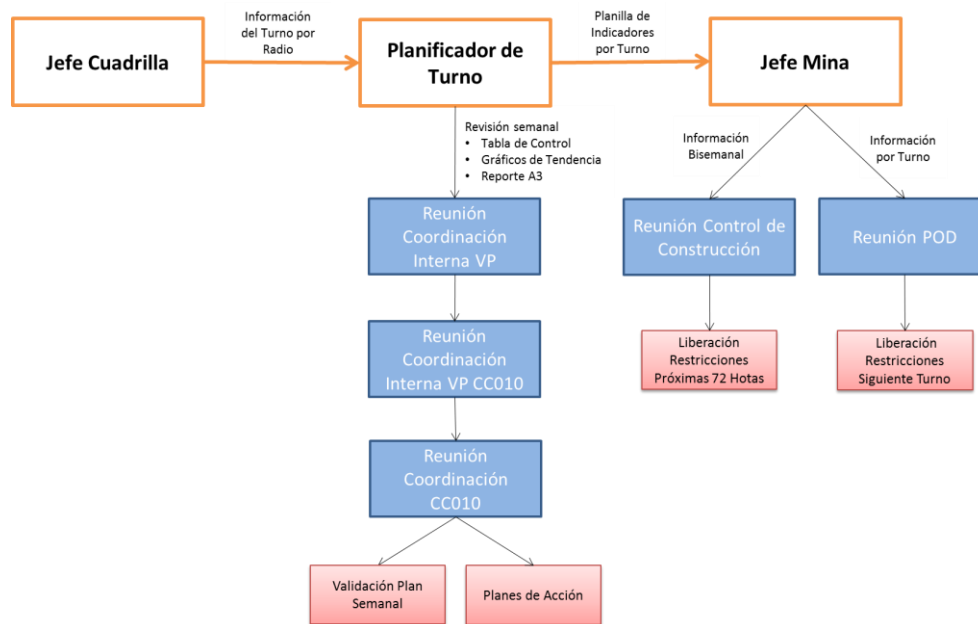 Información
del Turno por
Radio
Planilla de
Indicadores
por Turno
Jefe Cuadrilla
Planificador de
Turno
Jefe Mina
Revisión semanal
• Tabla de Control
• Gráficos de Tendencia
• Reporte A3
Información
Bisemanal
Información
por Turno
Reunión
Coordinación
Interna VP
Reunión Control de
Construcción
Reunión POD
Reunión
Coordinación
Interna VP CC010
Liberación
Restricciones
Próximas 72 Hotas
Liberación
Restricciones
Siguiente Turno
Reunión
Coordinación
CC010
Validación Plan
Semanal
Planes de Acción